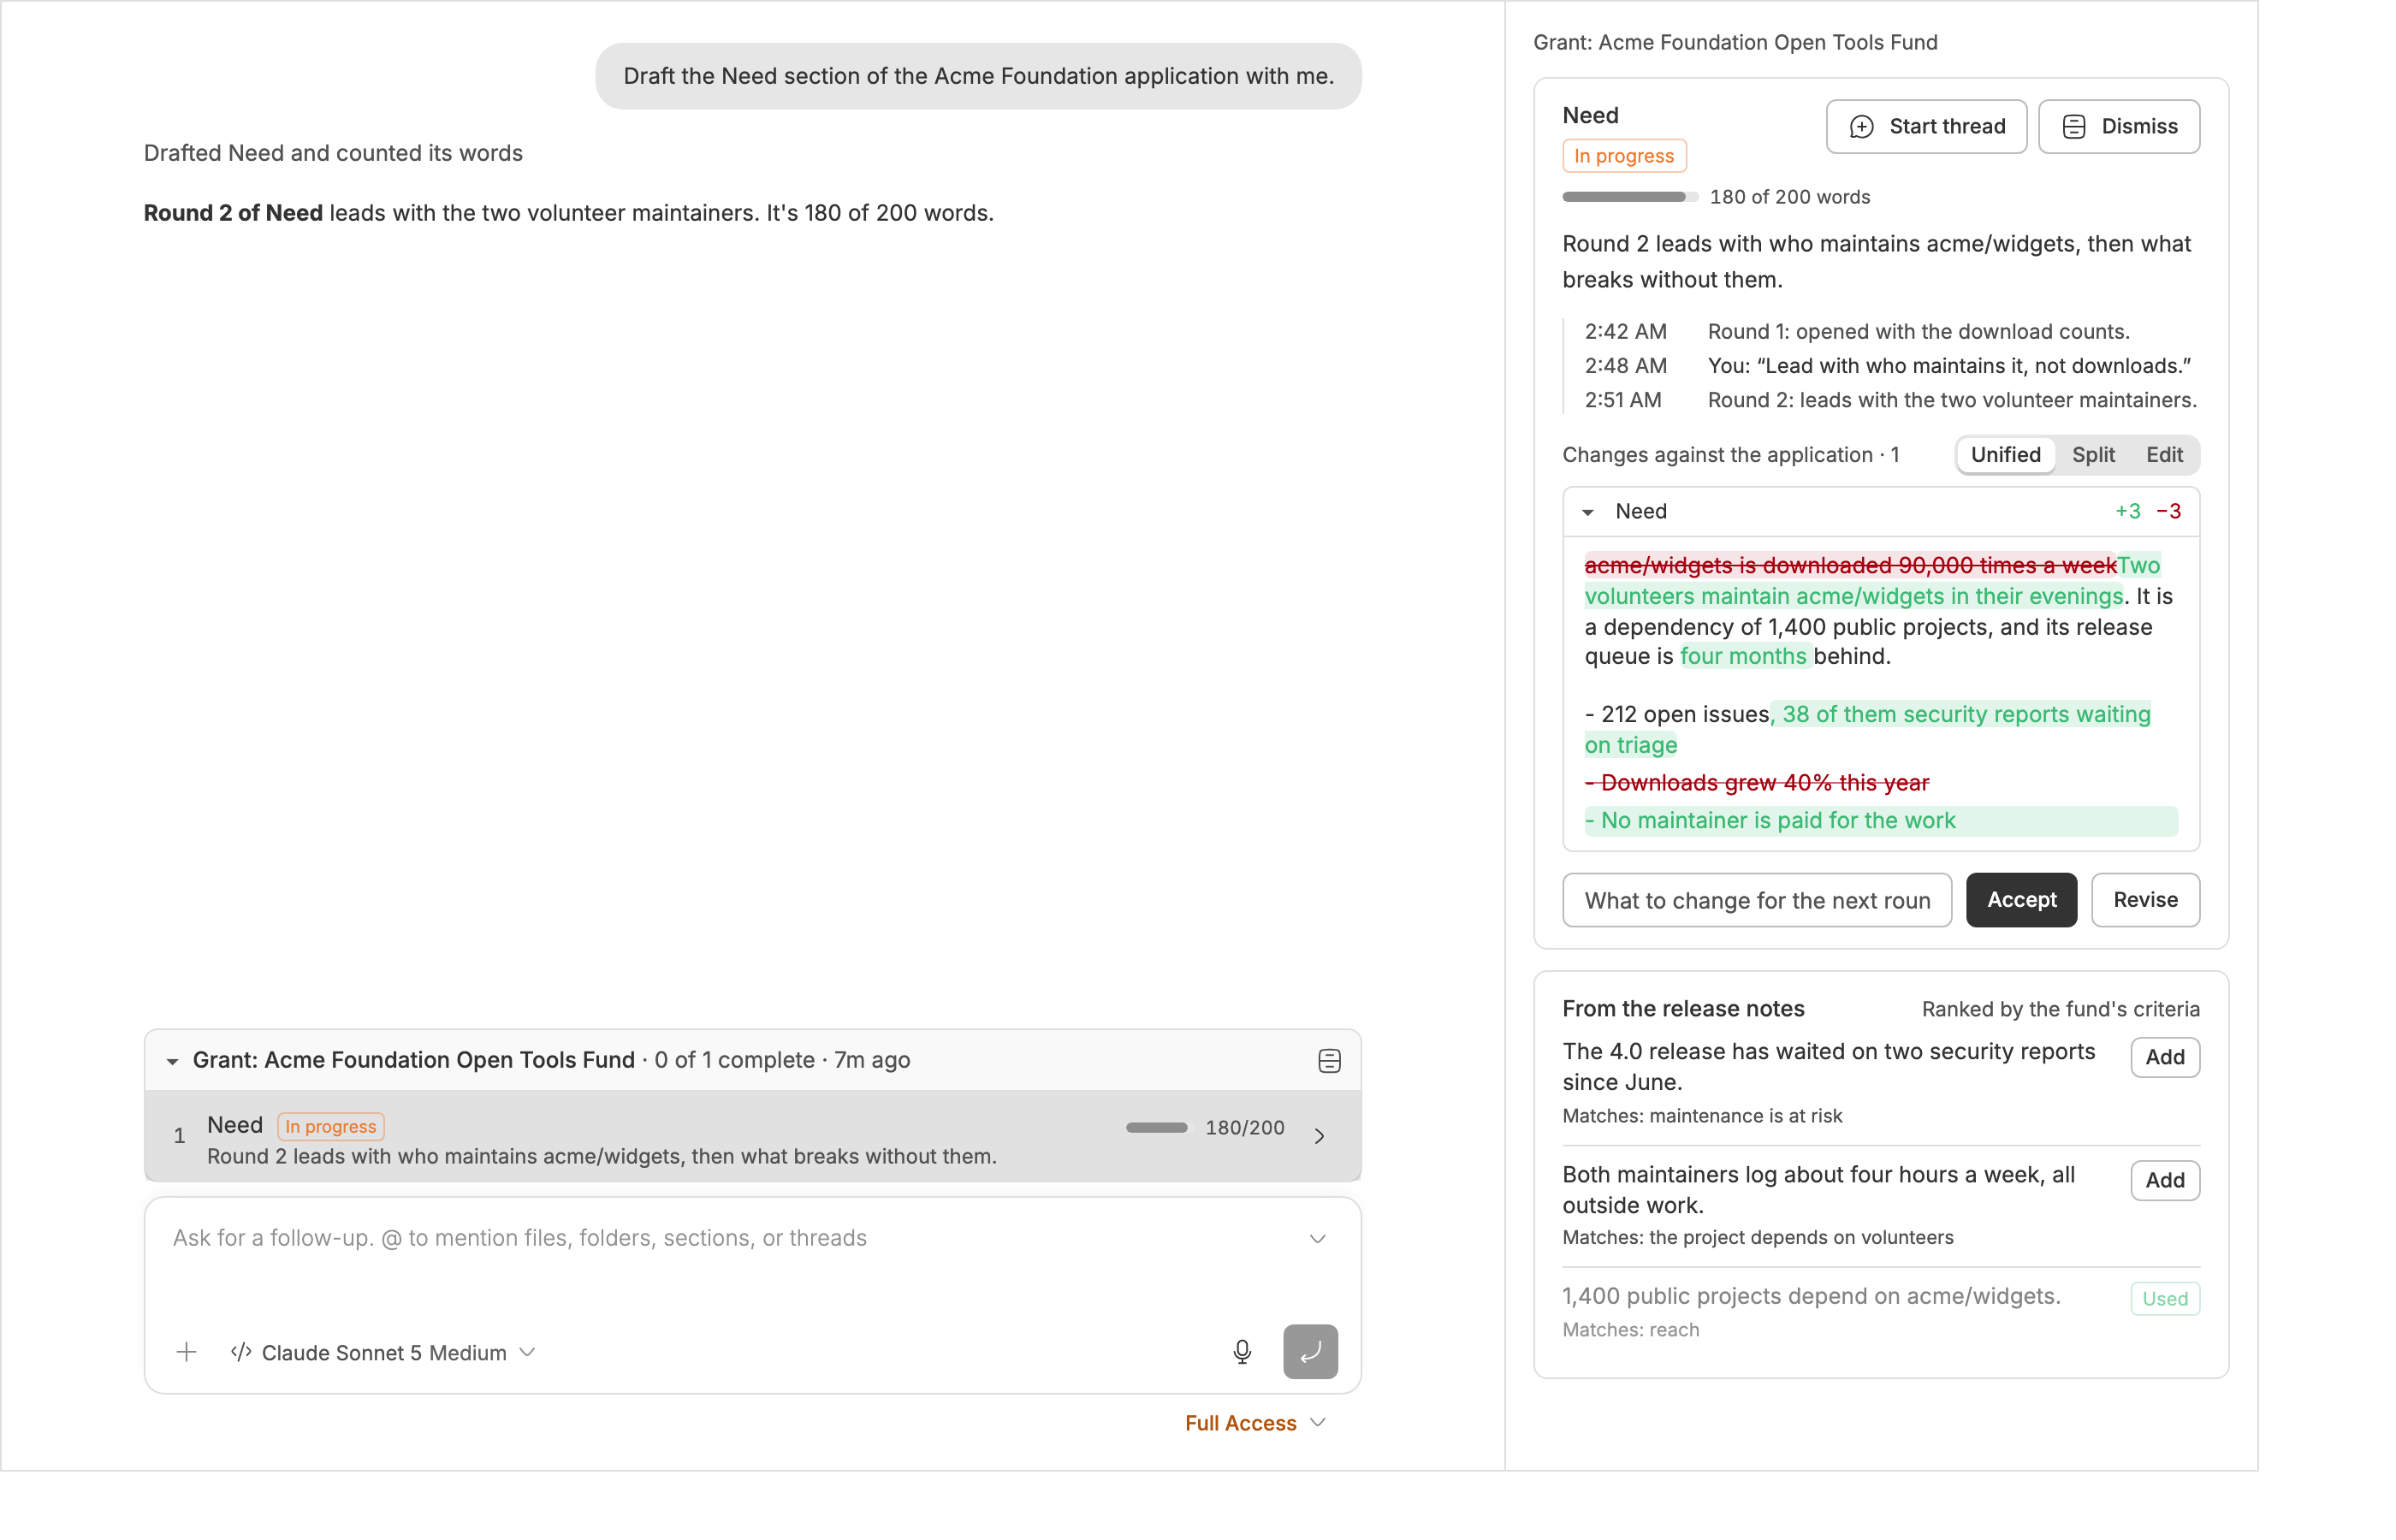 Draft the Need section of the Acme Foundation application with me.
Drafted Need and counted its words
Round 2 of Need leads with the two volunteer maintainers. It's 180 of 200 words.
Grant: Acme Foundation Open Tools Fund · 0 of 1 complete · 7m ago
1
Need In progress 180/200
Round 2 leads with who maintains acme/widgets, then what breaks without them.
Ask for a follow-up. @ to mention files, folders, sections, or threads
Claude Sonnet 5 Medium
Full Access
Grant: Acme Foundation Open Tools Fund
Need
Start thread
Dismiss
In progress
180 of 200 words
Round 2 leads with who maintains acme/widgets, then what
breaks without them.
2:42 AM Round 1: opened with the download counts.
2:48 AM You: “Lead with who maintains it, not downloads.”
2:51 AM Round 2: leads with the two volunteer maintainers.
Changes against the application · 1
Unified Split Edit
Need +3 −3
acme/widgets is downloaded 90,000 times a weekTwo
volunteers maintain acme/widgets in their evenings. It is
a dependency of 1,400 public projects, and its release
queue is four months behind.
- 212 open issues, 38 of them security reports waiting
on triage
- Downloads grew 40% this year
- No maintainer is paid for the work
What to change for the next roun
Accept
Revise
From the release notes Ranked by the fund's criteria
The 4.0 release has waited on two security reports
since June.
Add
Matches: maintenance is at risk
Both maintainers log about four hours a week, all
outside work.
Add
Matches: the project depends on volunteers
1,400 public projects depend on acme/widgets.
Used
Matches: reach